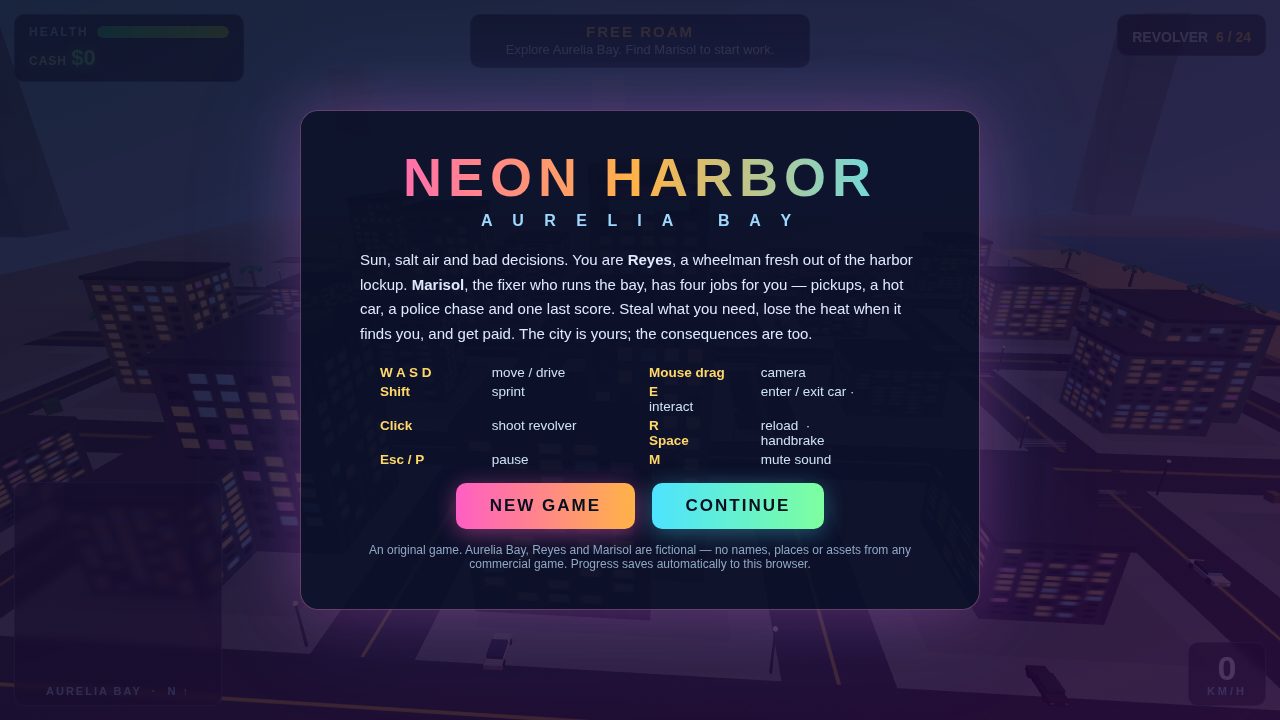 HEALTH
CASH $0
FREE ROAM
Explore Aurelia Bay. Find Marisol to start work.
REVOLVER 6 / 24
NEON HARBOR
AURELIA BAY
Sun, salt air and bad decisions. You are Reyes, a wheelman fresh out of the harbor
lockup. Marisol, the fixer who runs the bay, has four jobs for you — pickups, a hot
car, a police chase and one last score. Steal what you need, lose the heat when it
finds you, and get paid. The city is yours; the consequences are too.
W A S D move / drive Mouse drag camera
Shift sprint E enter / exit car ·
interact
Click shoot revolver R reload ·
Space handbrake
Esc / P pause M mute sound
NEW GAME CONTINUE
An original game. Aurelia Bay, Reyes and Marisol are fictional — no names, places or assets from any
commercial game. Progress saves automatically to this browser.
AURELIA BAY · N ↑
0
KM/H